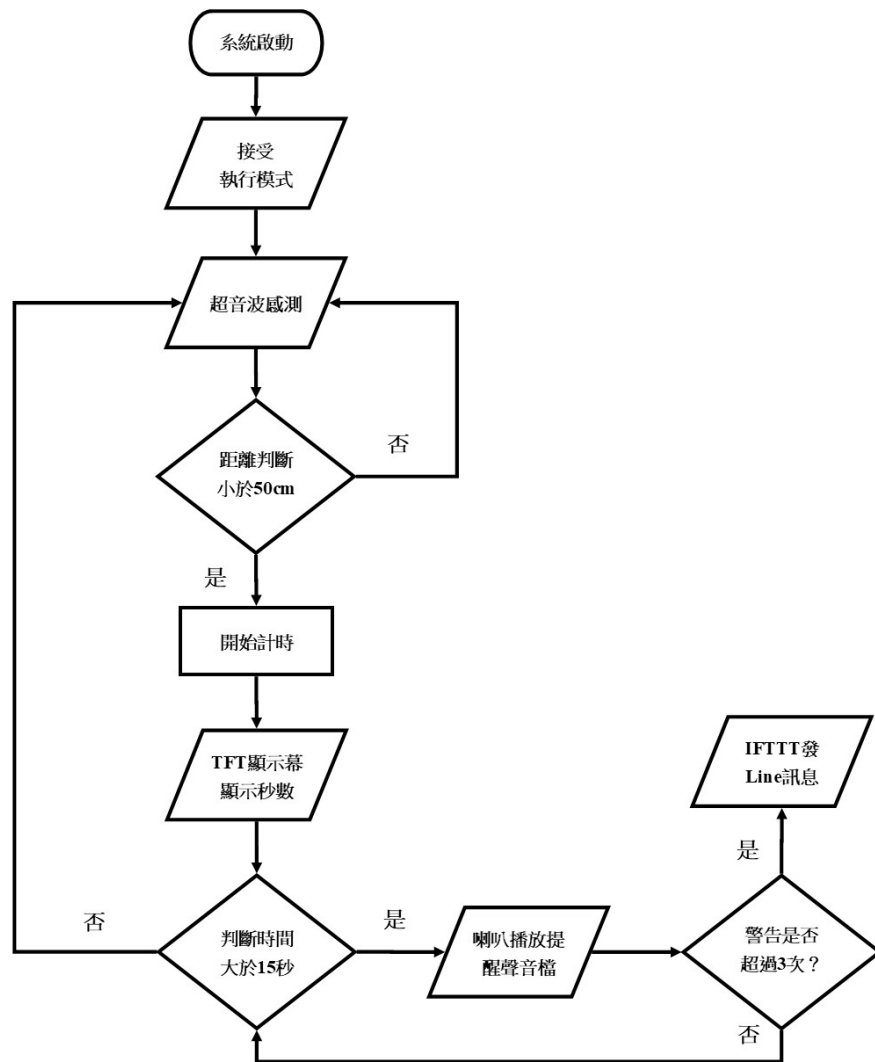 系統啟動
接受
執行模式
超音波感測
距離判斷
小於50cm
否
是
開始計時
TFT顯示幕
顯示秒數
IFTTT發
Line訊息
是
否
判斷時間
大於15秒
是
喇叭播放提
醒聲音檔
警告是否
超過3次？
否